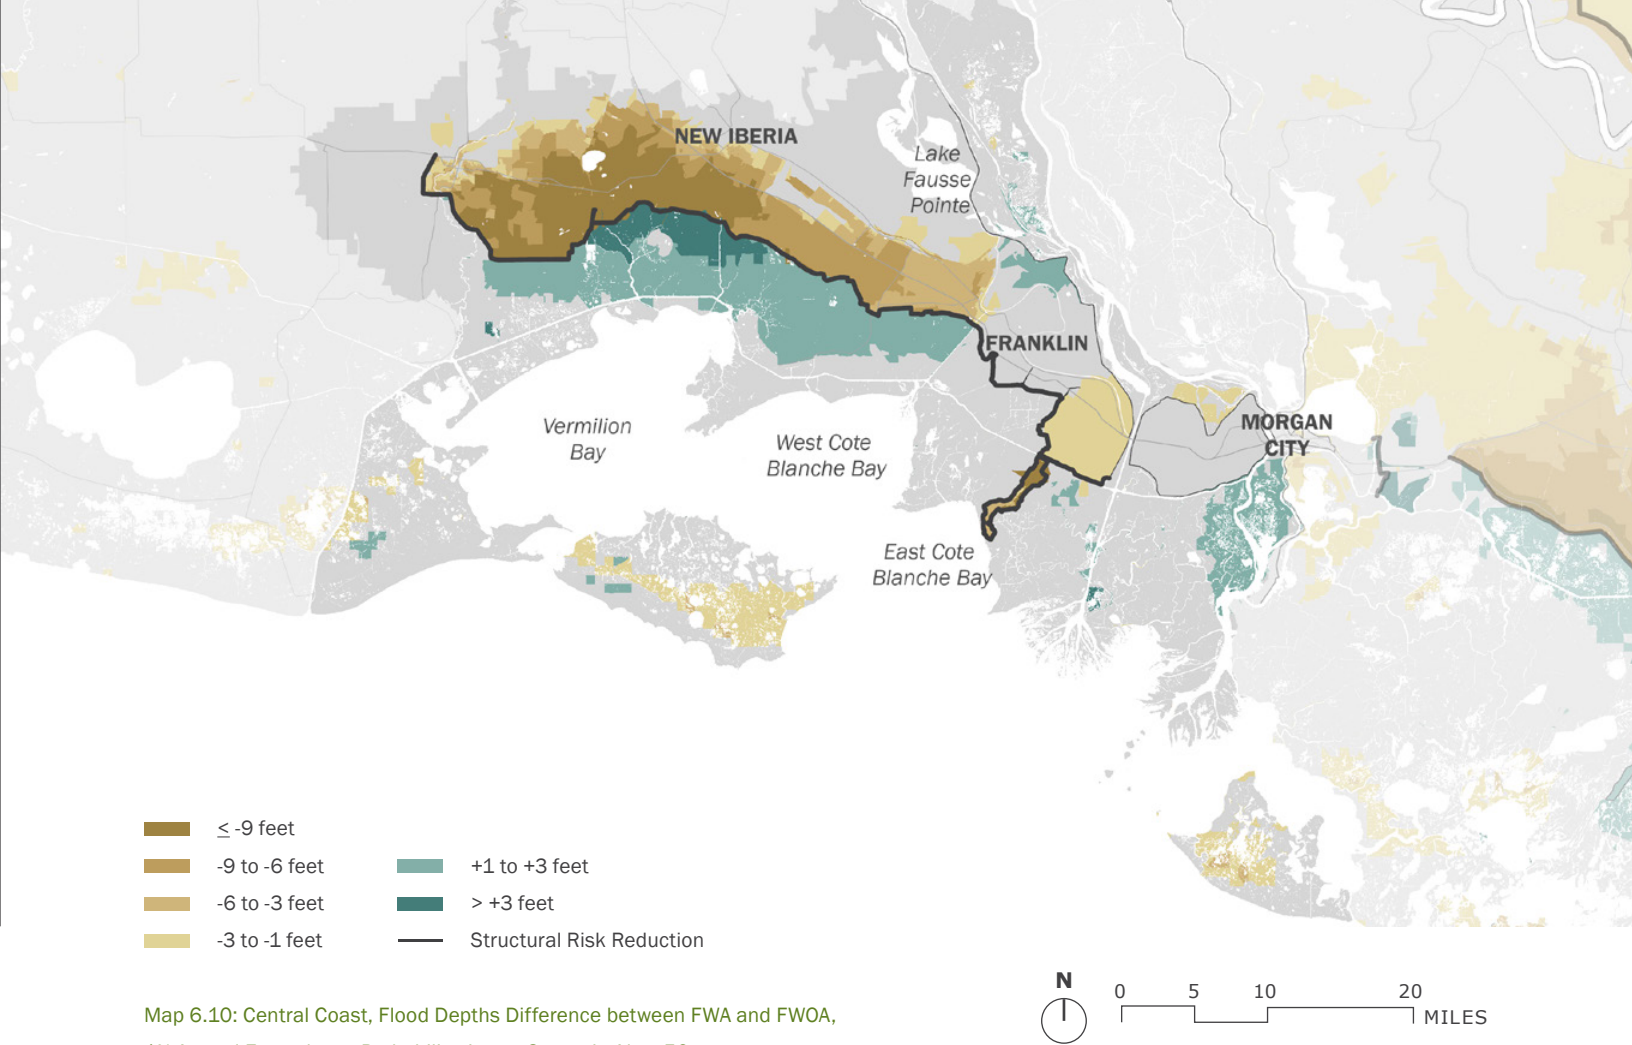 NEW IBERIA
Lake
Fausse
Pointe
FRANKLIN
MORGAN
CITY
Vermilion
Bay
West Cote
Blanche Bay
East Cote
Blanche Bay
≤ -9 feet
-9 to -6 feet
+1 to +3 feet
-6 to -3 feet
> +3 feet
-3 to -1 feet
Structural Risk Reduction
N
0 5 10 20
MILES
Map 6.10: Central Coast, Flood Depths Difference between FWA and FWOA,